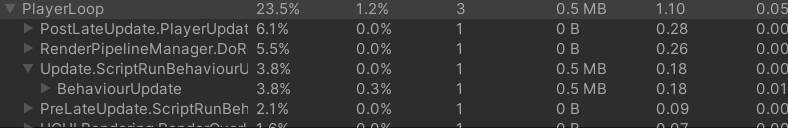 PlayerLoop 23.5% 1.2% 3 0.5 MB 1.10 0.05
PostLateUpdate.PlayerUpdat 6.1% 0.0% 1 0 B 0.28 0.00
RenderPipelineManager.DoR 5.5% 0.0% 1 0 B 0.26 0.00
Update.ScriptRunBehaviourU 3.8% 0.0% 1 0.5 MB 0.18 0.00
BehaviourUpdate 3.8% 0.3% 1 0.5 MB 0.18 0.01
PreLateUpdate.ScriptRunBeh 2.1% 0.0% 1 0 B 0.09 0.00
1.6% 0.0% 1 0 B 0.07 0.00